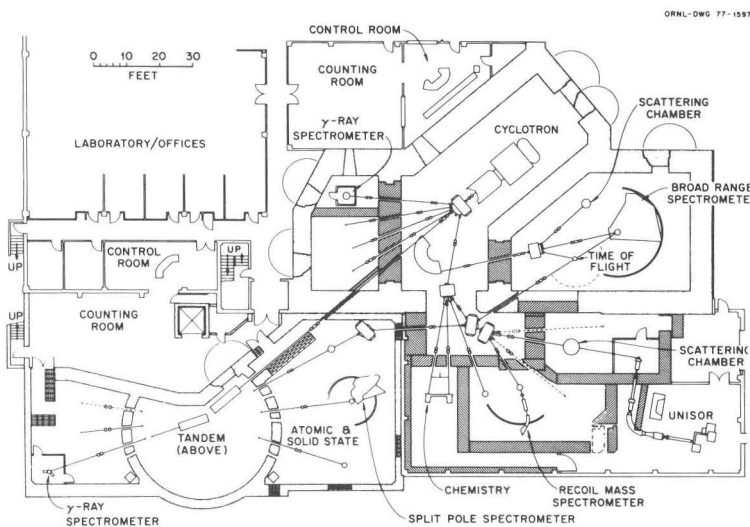 ORNL-DWG 77-1597
CONTROL ROOM
0 10 20 30
FEET
COUNTING
ROOM
SCATTERING
CHAMBER
γ-RAY
SPECTROMETER
CYCLOTRON
LABORATORY/OFFICES
BROAD RANGE
SPECTROMETE
UP
CONTROL
ROOM
UP
TIME OF
FLIGHT
COUNTING
ROOM
UP
SCATTERING
CHAMBER
UNISOR
TANDEM
(ABOVE)
ATOMIC &
SOLID STATE
CHEMISTRY
RECOIL MASS
SPECTROMETER
γ-RAY
SPECTROMETER
SPLIT POLE SPECTROMETER